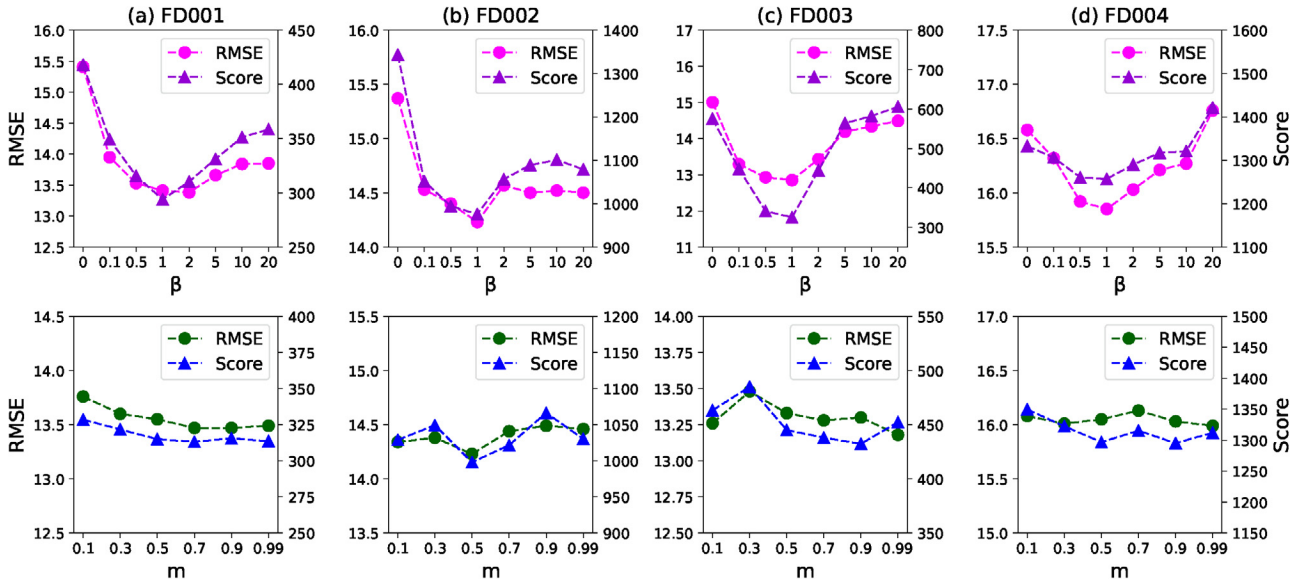 (a) FD001
(b) FD002
(c) FD003
(d) FD004
RMSE
16.0
15.5
15.0
14.5
14.0
13.5
13.0
12.5
450
400
350
300
250
RMSE
Score
0 0.1 0.5 1 2 5 10 20
β
16.0
15.5
15.0
14.5
14.0
1400
1300
1200
1100
1000
900
RMSE
Score
0 0.1 0.5 1 2 5 10 20
β
17
16
15
14
13
12
11
800
700
600
500
400
300
RMSE
Score
0 0.1 0.5 1 2 5 10 20
β
17.5
17.0
16.5
16.0
15.5
1600
1500
1400
1300
1200
1100
Score
RMSE
Score
0 0.1 0.5 1 2 5 10 20
β
RMSE
14.5
14.0
13.5
13.0
12.5
400
375
350
325
300
275
250
RMSE
Score
0.1 0.3 0.5 0.7 0.9 0.99
m
15.5
15.0
14.5
14.0
13.5
1200
1150
1100
1050
1000
950
900
RMSE
Score
0.1 0.3 0.5 0.7 0.9 0.99
m
14.00
13.75
13.50
13.25
13.00
12.75
12.50
550
500
450
400
350
RMSE
Score
0.1 0.3 0.5 0.7 0.9 0.99
m
17.0
16.5
16.0
15.5
15.0
1500
1450
1400
1350
1300
1250
1200
1150
Score
RMSE
Score
0.1 0.3 0.5 0.7 0.9 0.99
m